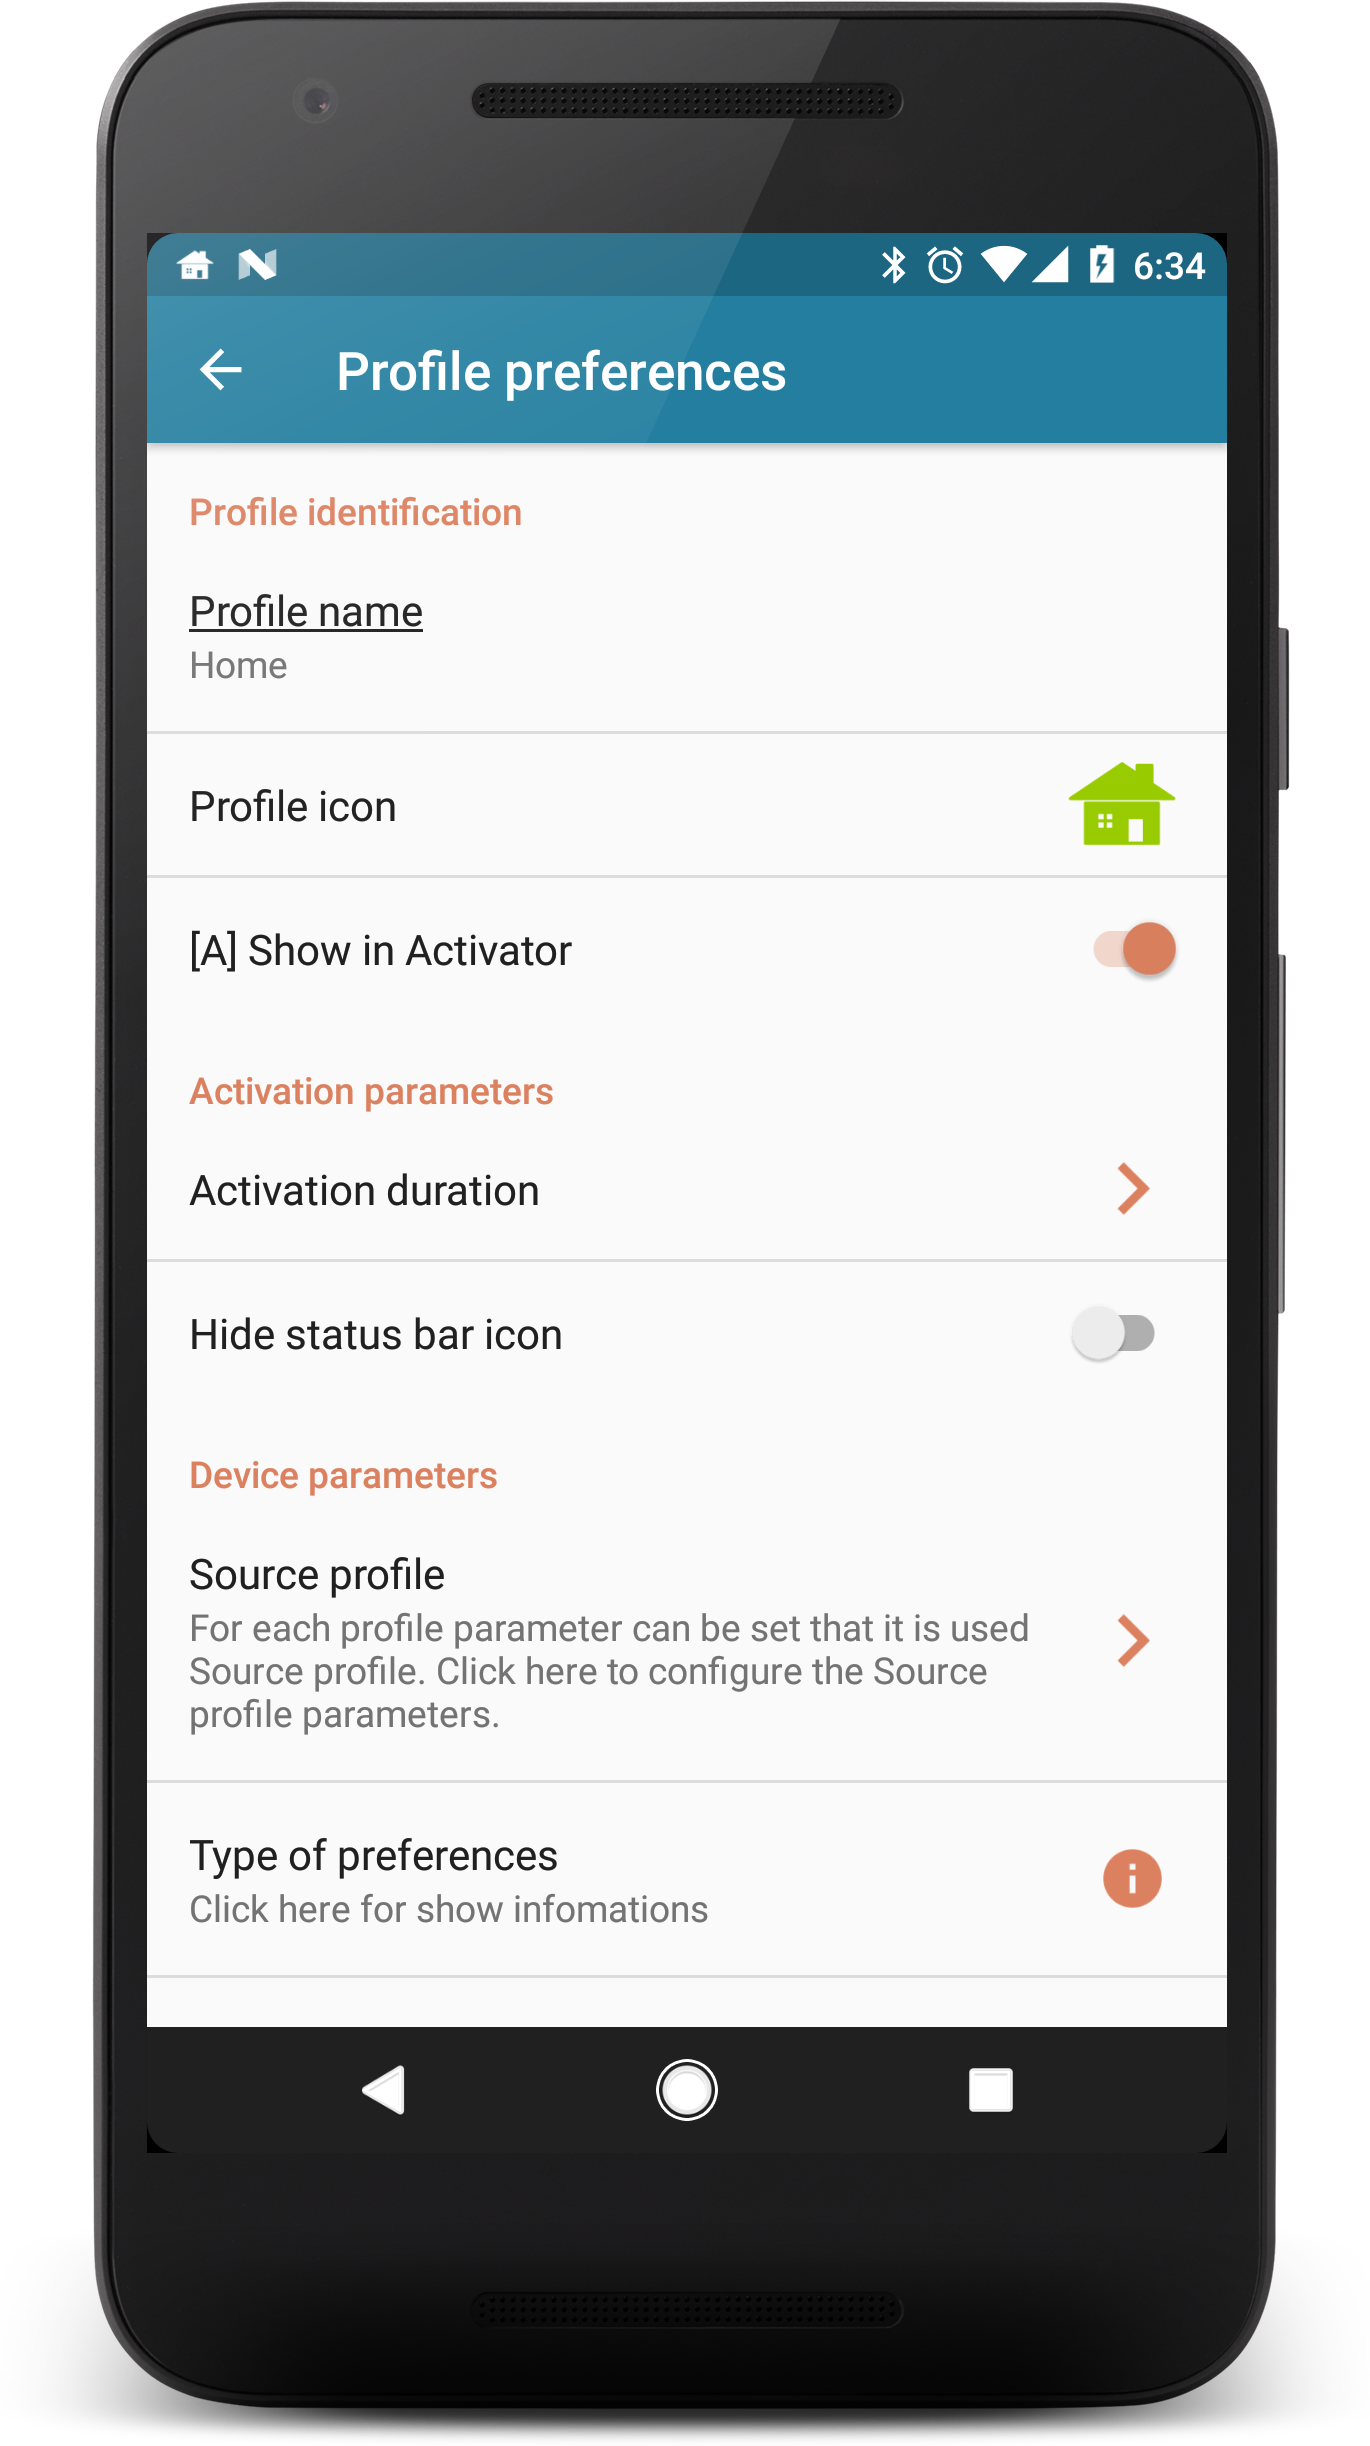 6:34
Profile preferences
Profile identification
Profile name
Home
Profile icon
[A] Show in Activator
Activation parameters
Activation duration
Hide status bar icon
Device parameters
Source profile
For each profile parameter can be set that it is used
Source profile. Click here to configure the Source
profile parameters.
Type of preferences
Click here for show infomations